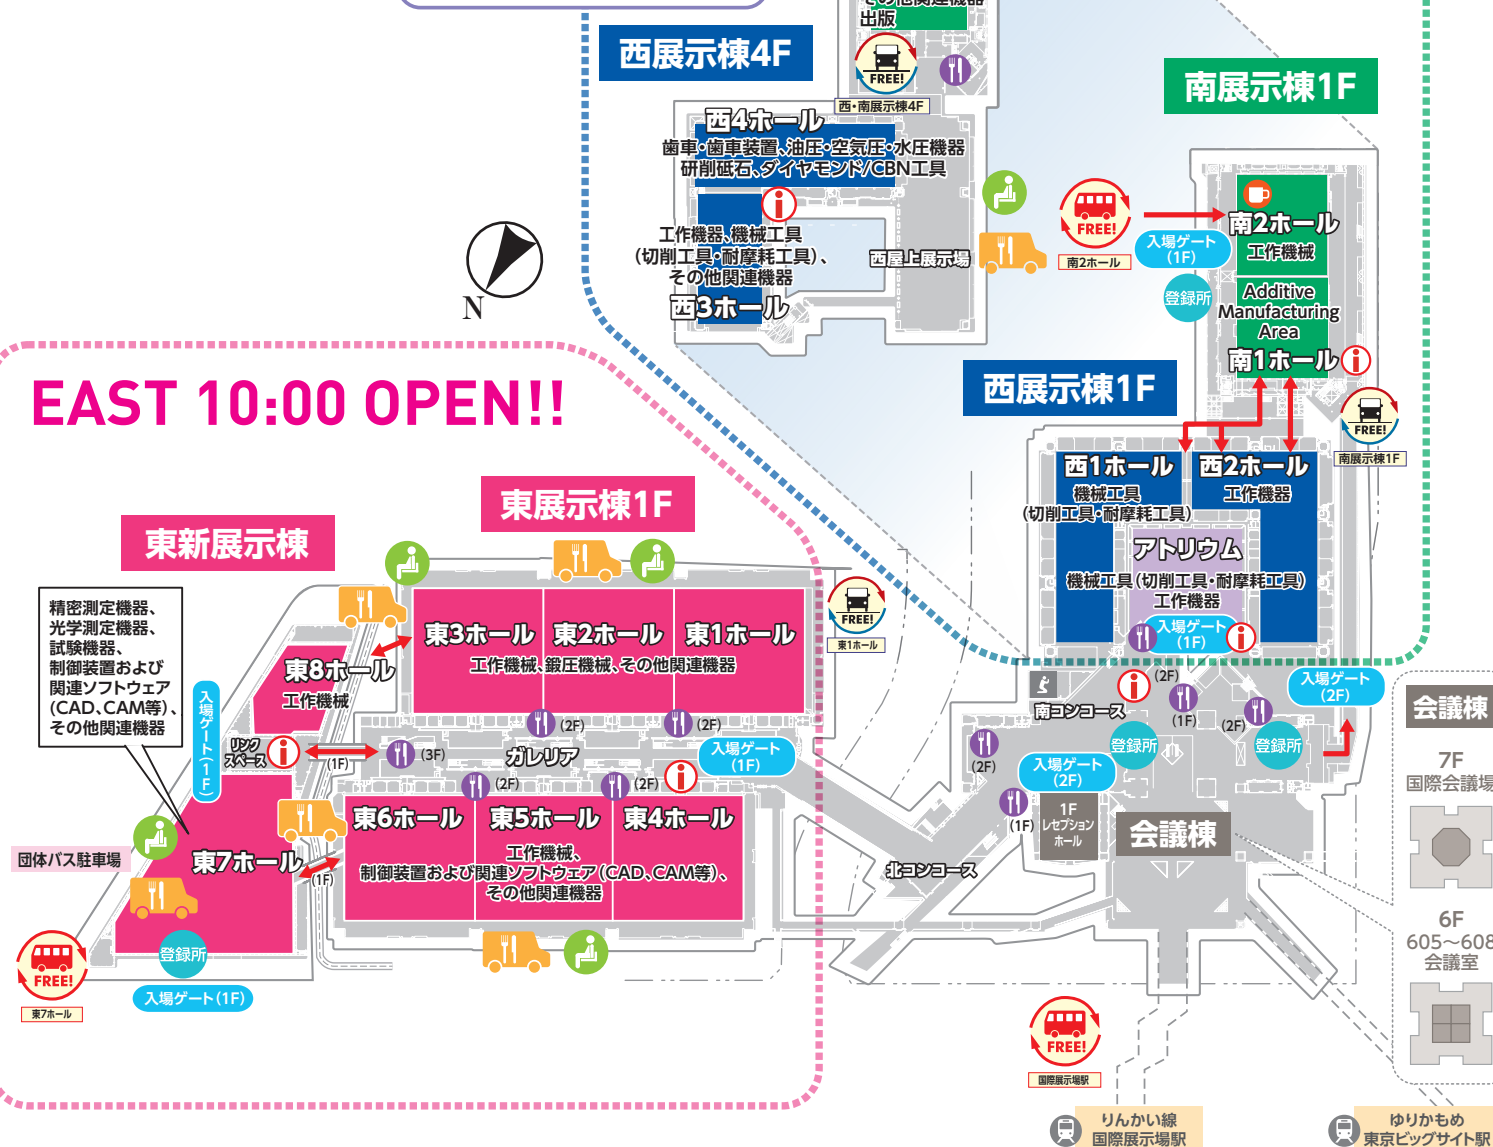 その他関連機器
出版
西展示棟4F
FREE!
西・南展示棟4F
南展示棟1F
西4ホール
歯車・歯車装置、油圧・空気圧・水圧機器
研削砥石、ダイヤモンド/CBN工具
工作機器、機械工具
(切削工具・耐摩耗工具)、
その他関連機器
西3ホール
西屋上展示場
FREE!
南2ホール
入場ゲート
(1F)
登録所
南2ホール
工作機械
Additive
Manufacturing
Area
南1ホール
FREE!
南展示棟1F
N
EAST 10:00 OPEN!!
西展示棟1F
西1ホール
機械工具
(切削工具・耐摩耗工具)
西2ホール
工作機器
アトリウム
機械工具(切削工具・耐摩耗工具)
工作機器
入場ゲート
(1F)
東展示棟1F
東新展示棟
精密測定機器、
光学測定機器、
試験機器、
制御装置および
関連ソフトウェア
(CAD、CAM等)、
その他関連機器
東8ホール
工作機械
東3ホール
東2ホール
東1ホール
工作機械、鍛圧機械、その他関連機器
FREE!
東1ホール
入場ゲート(1F)
リンク
スペース
(1F)
(3F)
(2F)
(2F)
ガレリア
入場ゲート
(1F)
(2F)
(2F)
東6ホール
東5ホール
東4ホール
工作機械、
制御装置および関連ソフトウェア(CAD、CAM等)、
その他関連機器
東7ホール
(1F)
団体バス駐車場
登録所
入場ゲート(1F)
FREE!
東7ホール
(2F)
南コンコース
(1F)
(2F)
入場ゲート
(2F)
登録所
登録所
(2F)
入場ゲート
(2F)
(1F)
1F
レセプション
ホール
会議棟
北コンコース
会議棟
7F
国際会議場
6F
605～608
会議室
FREE!
国際展示場駅
りんかい線
国際展示場駅
ゆりかもめ
東京ビッグサイト駅